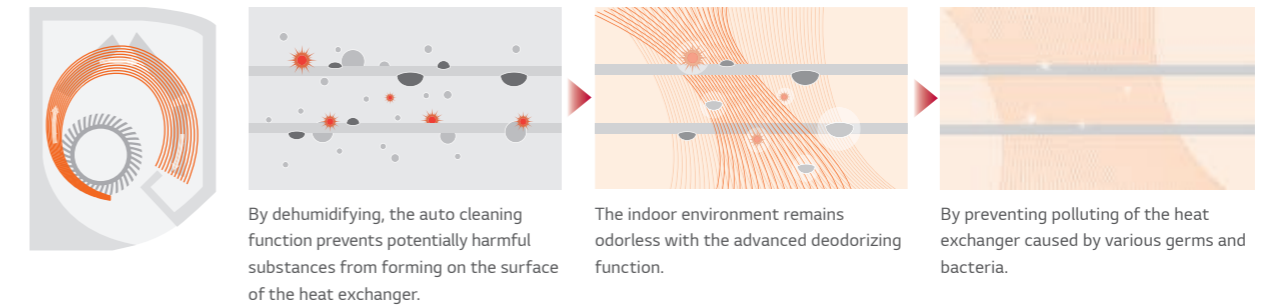 By dehumidifying, the auto cleaning
function prevents potentially harmful
substances from forming on the surface
of the heat exchanger.
The indoor environment remains
odorless with the advanced deodorizing
function.
By preventing polluting of the heat
exchanger caused by various germs and
bacteria.